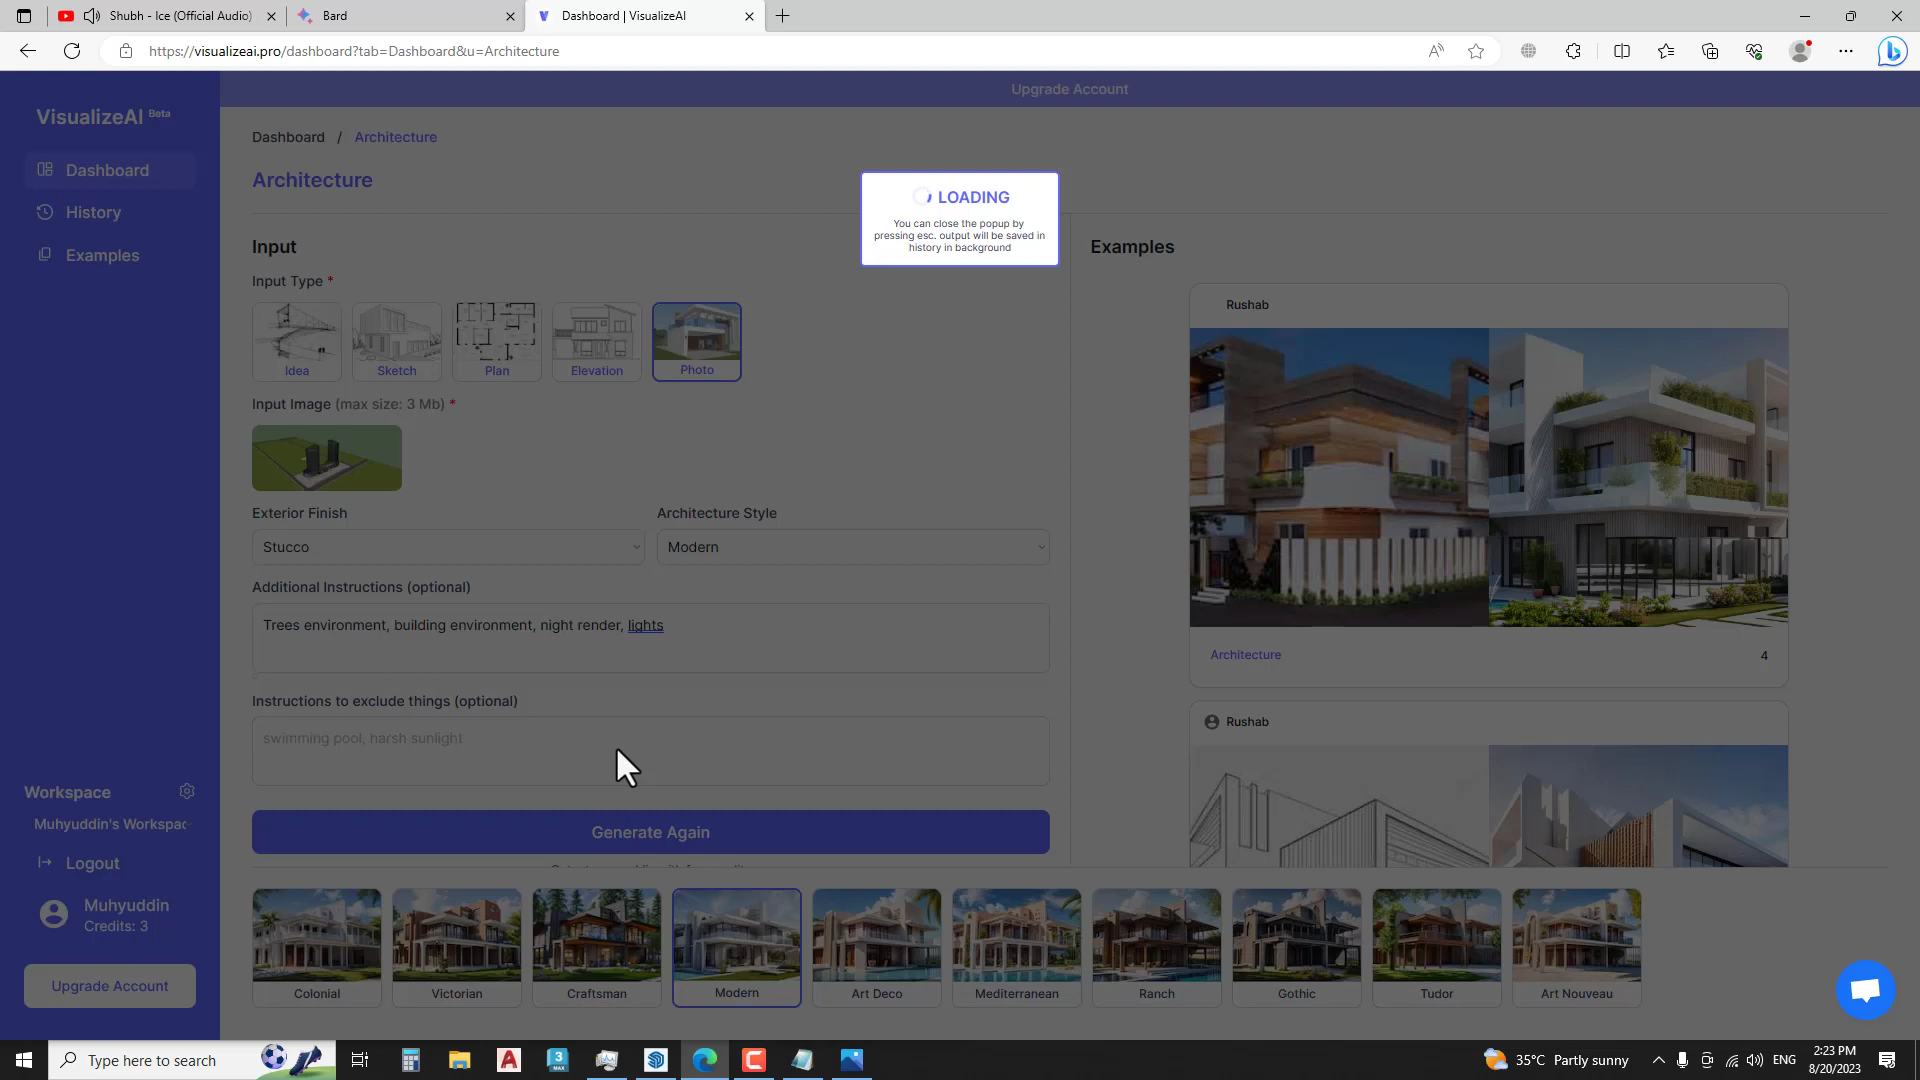 Shubh - Ice (Official Audio)
Bard
Dashboard | VisualizeAI
https://visualizeai.pro/dashboard?tab=Dashboard&u=Architecture
Upgrade Account
VisualizeAI Beta
Dashboard
History
Examples
Dashboard / Architecture
Architecture
LOADING
You can close the popup by
pressing esc. output will be saved in
history in background
Input
Input Type *
Idea
Sketch
Plan
Elevation
Photo
Input Image (max size: 3 Mb) *
Exterior Finish
Architecture Style
Stucco
Modern
Additional Instructions (optional)
Trees environment, building environment, night render, lights
Instructions to exclude things (optional)
swimming pool, harsh sunlight
Generate Again
Examples
Rushab
Architecture
4
Rushab
Workspace
Muhyuddin's Workspac
Logout
Muhyuddin
Credits: 3
Upgrade Account
Colonial
Victorian
Craftsman
Modern
Art Deco
Mediterranean
Ranch
Gothic
Tudor
Art Nouveau
Type here to search
A
3
MAX
35°C Partly sunny
ENG
2:23 PM
8/20/2023